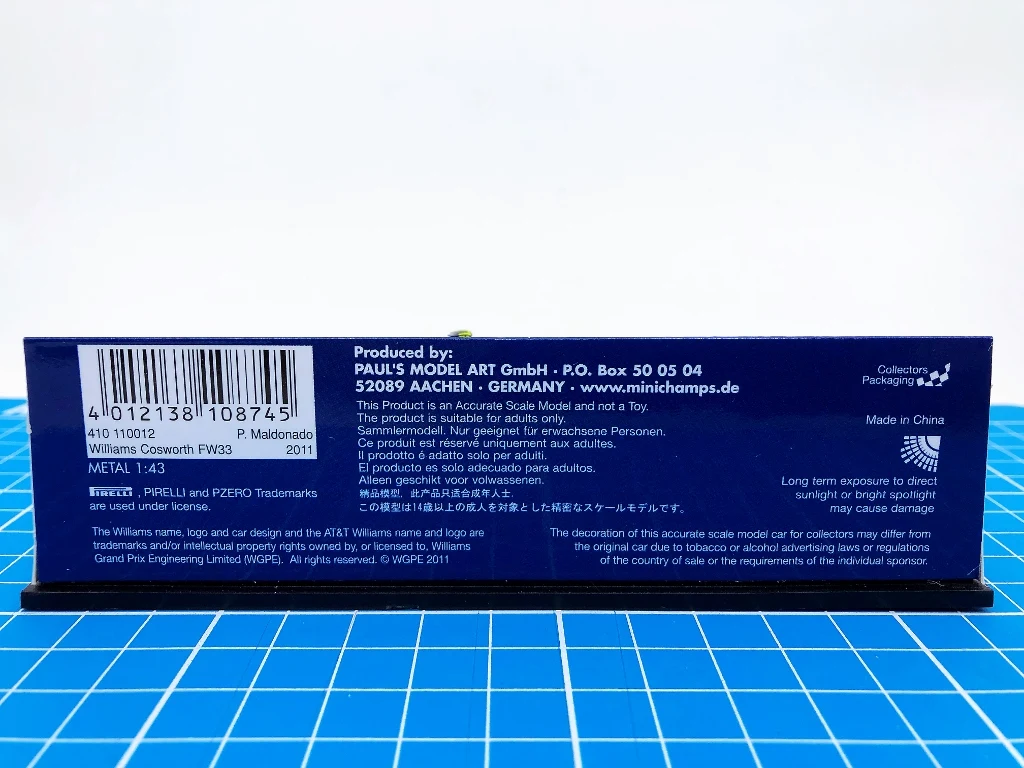 4 012138 108745
410 110012 P. Maldonado
Williams Cosworth FW33 2011
METAL 1:43
PIRELLI , PIRELLI and PZERO Trademarks
are used under license.
Produced by:
PAUL'S MODEL ART GmbH · P.O. Box 50 05 04
52089 AACHEN · GERMANY · www.minichamps.de
This Product is an Accurate Scale Model and not a Toy.
The product is suitable for adults only.
Sammlermodell. Nur geeignet für erwachsene Personen.
Ce produit est réservé uniquement aux adultes.
Il prodotto é adatto solo per adulti.
El producto es solo adecuado para adultos.
Alleen geschikt voor volwassenen.
精品模型. 此产品只适合成年人士.
この模型は14歳以上の成人を対象とした精密なスケールモデルです。
Collectors
Packaging
Made in China
Long term exposure to direct
sunlight or bright spotlight
may cause damage
The Williams name, logo and car design and the AT&T Williams name and logo are
trademarks and/or intellectual property rights owned by, or licensed to, Williams
Grand Prix Engineering Limited (WGPE). All rights reserved. © WGPE 2011
The decoration of this accurate scale model car for collectors may differ from
the original car due to tobacco or alcohol advertising laws or regulations
of the country of sale or the requirements of the individual sponsor.